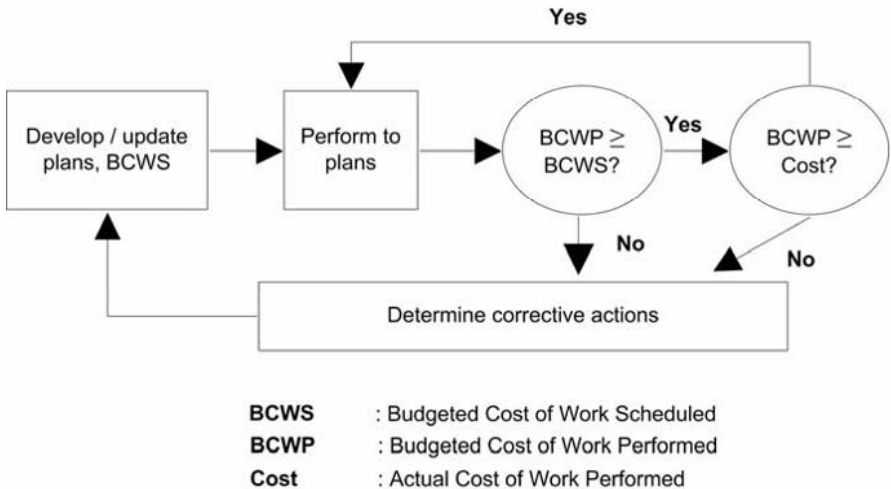 Yes
Develop / update
plans, BCWS
Perform to
plans
BCWP ≥
BCWS?
Yes
BCWP ≥
Cost?
No
No
Determine corrective actions
BCWS : Budgeted Cost of Work Scheduled
BCWP : Budgeted Cost of Work Performed
Cost : Actual Cost of Work Performed